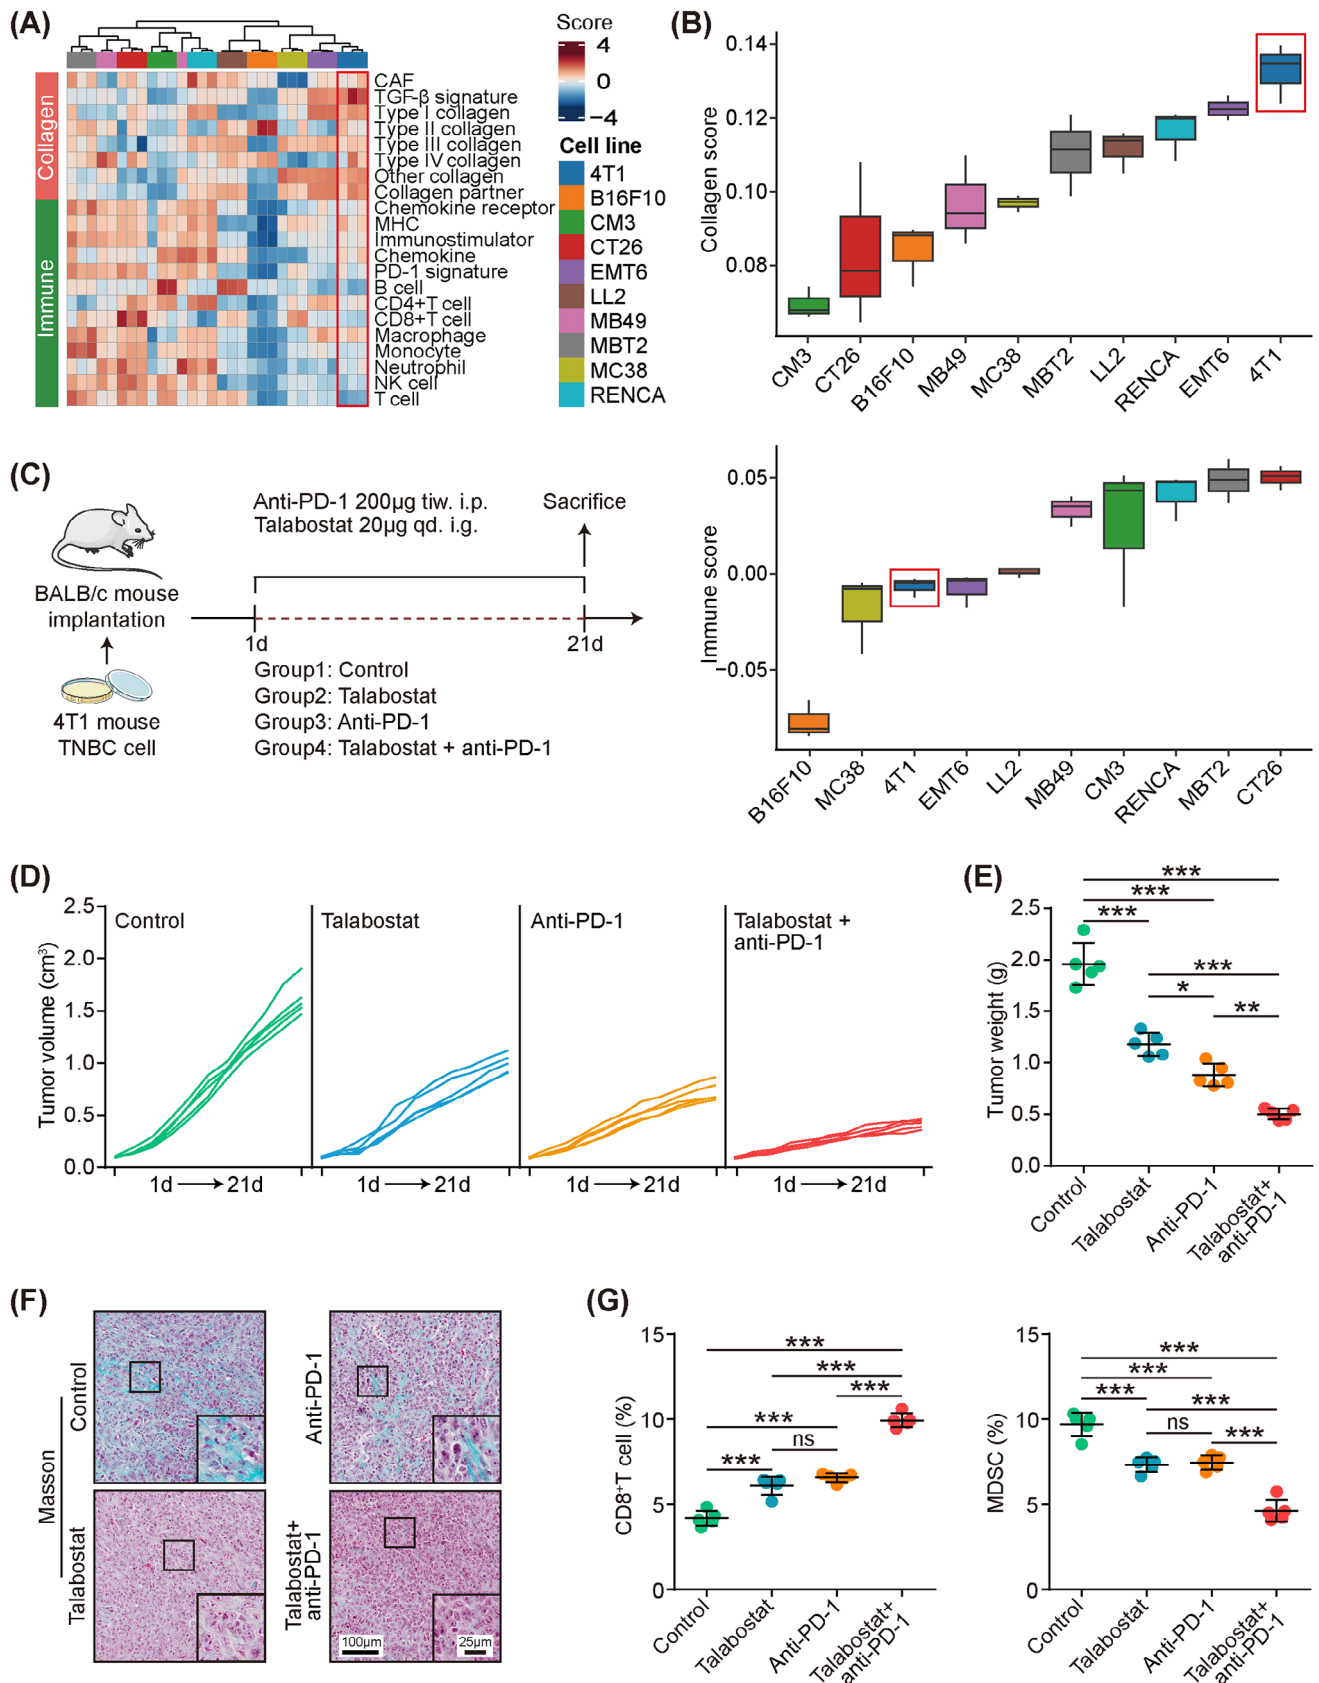 (A)
Score
4
0
−4
Collagen
Immune
CAF
TGF-β signature
Type I collagen
Type II collagen
Type III collagen
Type IV collagen
Other collagen
Collagen partner
Chemokine receptor
MHC
Immunostimulator
Chemokine
PD-1 signature
B cell
CD4+T cell
CD8+T cell
Macrophage
Monocyte
Neutrophil
NK cell
T cell
Cell line
4T1
B16F10
CM3
CT26
EMT6
LL2
MB49
MBT2
MC38
RENCA
(B)
Collagen score
0.14
0.12
0.10
0.08
CM3
CT26
B16F10
MB49
MC38
MBT2
LL2
RENCA
EMT6
4T1
Immune score
0.05
0.00
−0.05
B16F10
MC38
4T1
EMT6
LL2
MB49
CM3
RENCA
MBT2
CT26
(C)
Anti-PD-1 200μg tiw. i.p.
Talabostat 20μg qd. i.g.
Sacrifice
BALB/c mouse
implantation
4T1 mouse
TNBC cell
1d
21d
Group1: Control
Group2: Talabostat
Group3: Anti-PD-1
Group4: Talabostat + anti-PD-1
(D)
Tumor volume (cm³)
2.5
2.0
1.5
1.0
0.5
0.0
Control
Talabostat
Anti-PD-1
Talabostat +
anti-PD-1
1d 21d
1d 21d
1d 21d
1d 21d
(E)
Tumor weight (g)
2.5
2.0
1.5
1.0
0.5
0.0
***
***
***
***
*
**
Control
Talabostat
Anti-PD-1
Talabostat+
anti-PD-1
(F)
Masson
Control
Talabostat
Anti-PD-1
Talabostat+
anti-PD-1
100μm
25μm
(G)
CD8⁺T cell (%)
15
10
5
0
***
***
***
***
ns
***
Control
Talabostat
Anti-PD-1
Talabostat+
anti-PD-1
MDSC (%)
15
10
5
0
***
***
***
***
ns
***
Control
Talabostat
Anti-PD-1
Talabostat+
anti-PD-1